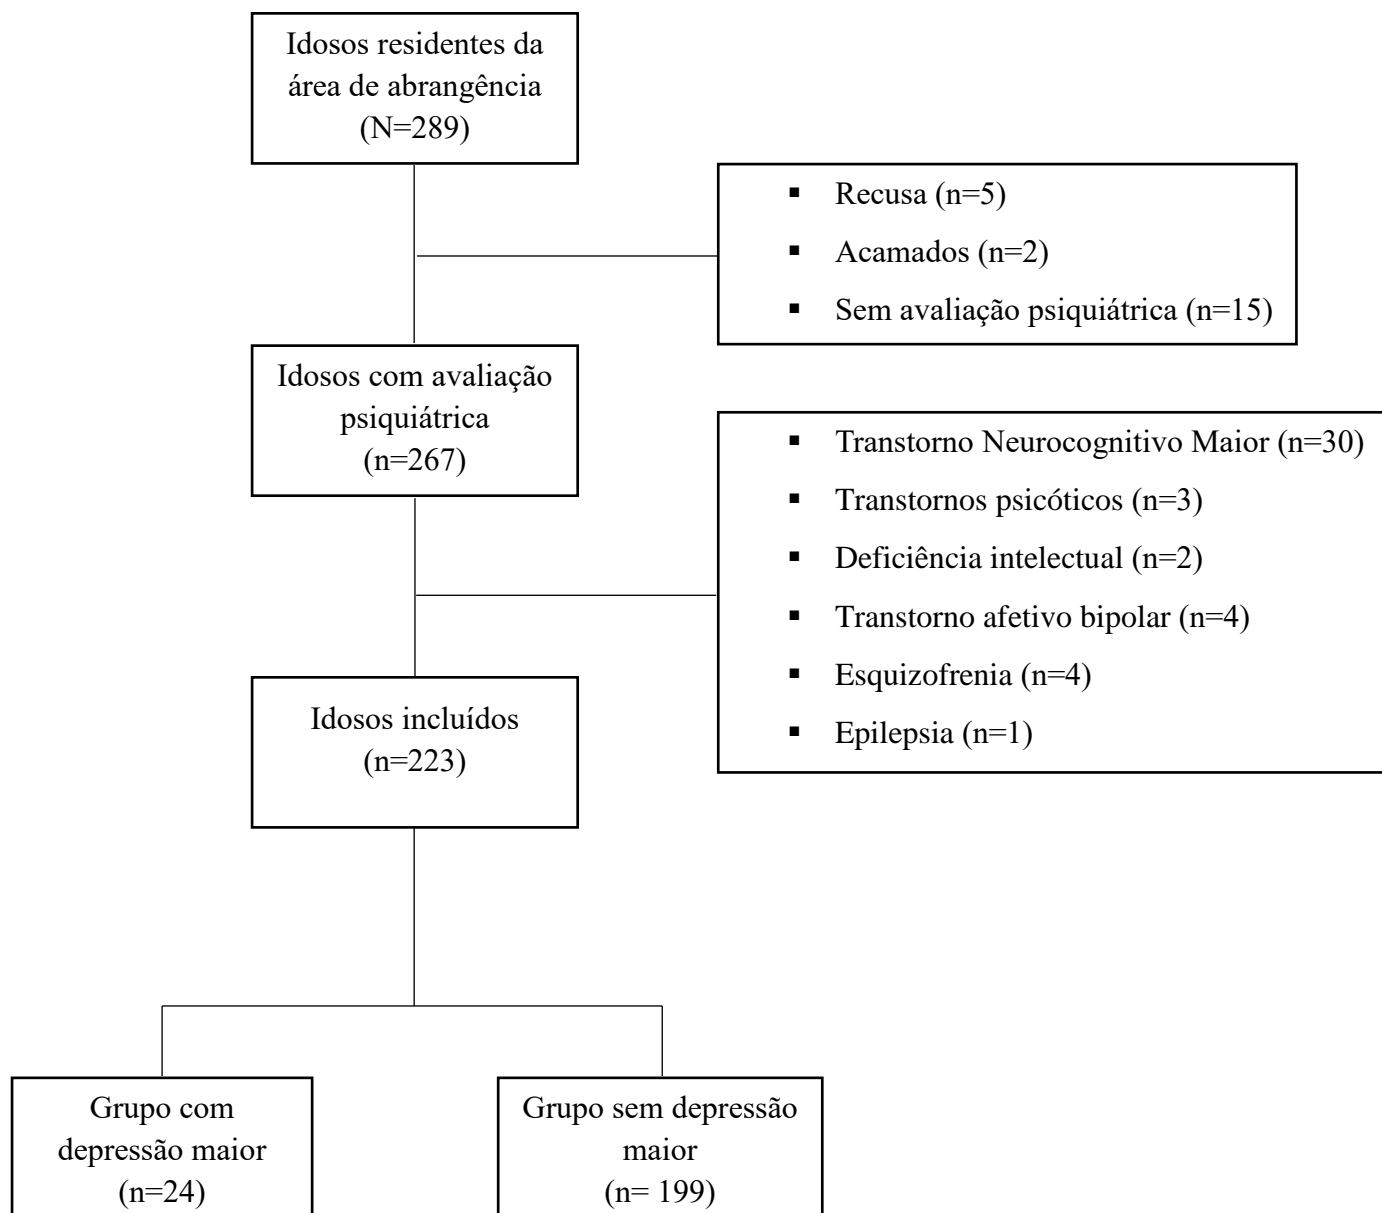 Idosos residentes da
área de abrangência
(N=289)
▪ Recusa (n=5)
▪ Acamados (n=2)
▪ Sem avaliação psiquiátrica (n=15)
Idosos com avaliação
psiquiátrica
(n=267)
▪ Transtorno Neurocognitivo Maior (n=30)
▪ Transtornos psicóticos (n=3)
▪ Deficiência intelectual (n=2)
▪ Transtorno afetivo bipolar (n=4)
▪ Esquizofrenia (n=4)
▪ Epilepsia (n=1)
Idosos incluídos
(n=223)
Grupo com
depressão maior
(n=24)
Grupo sem depressão
maior
(n= 199)